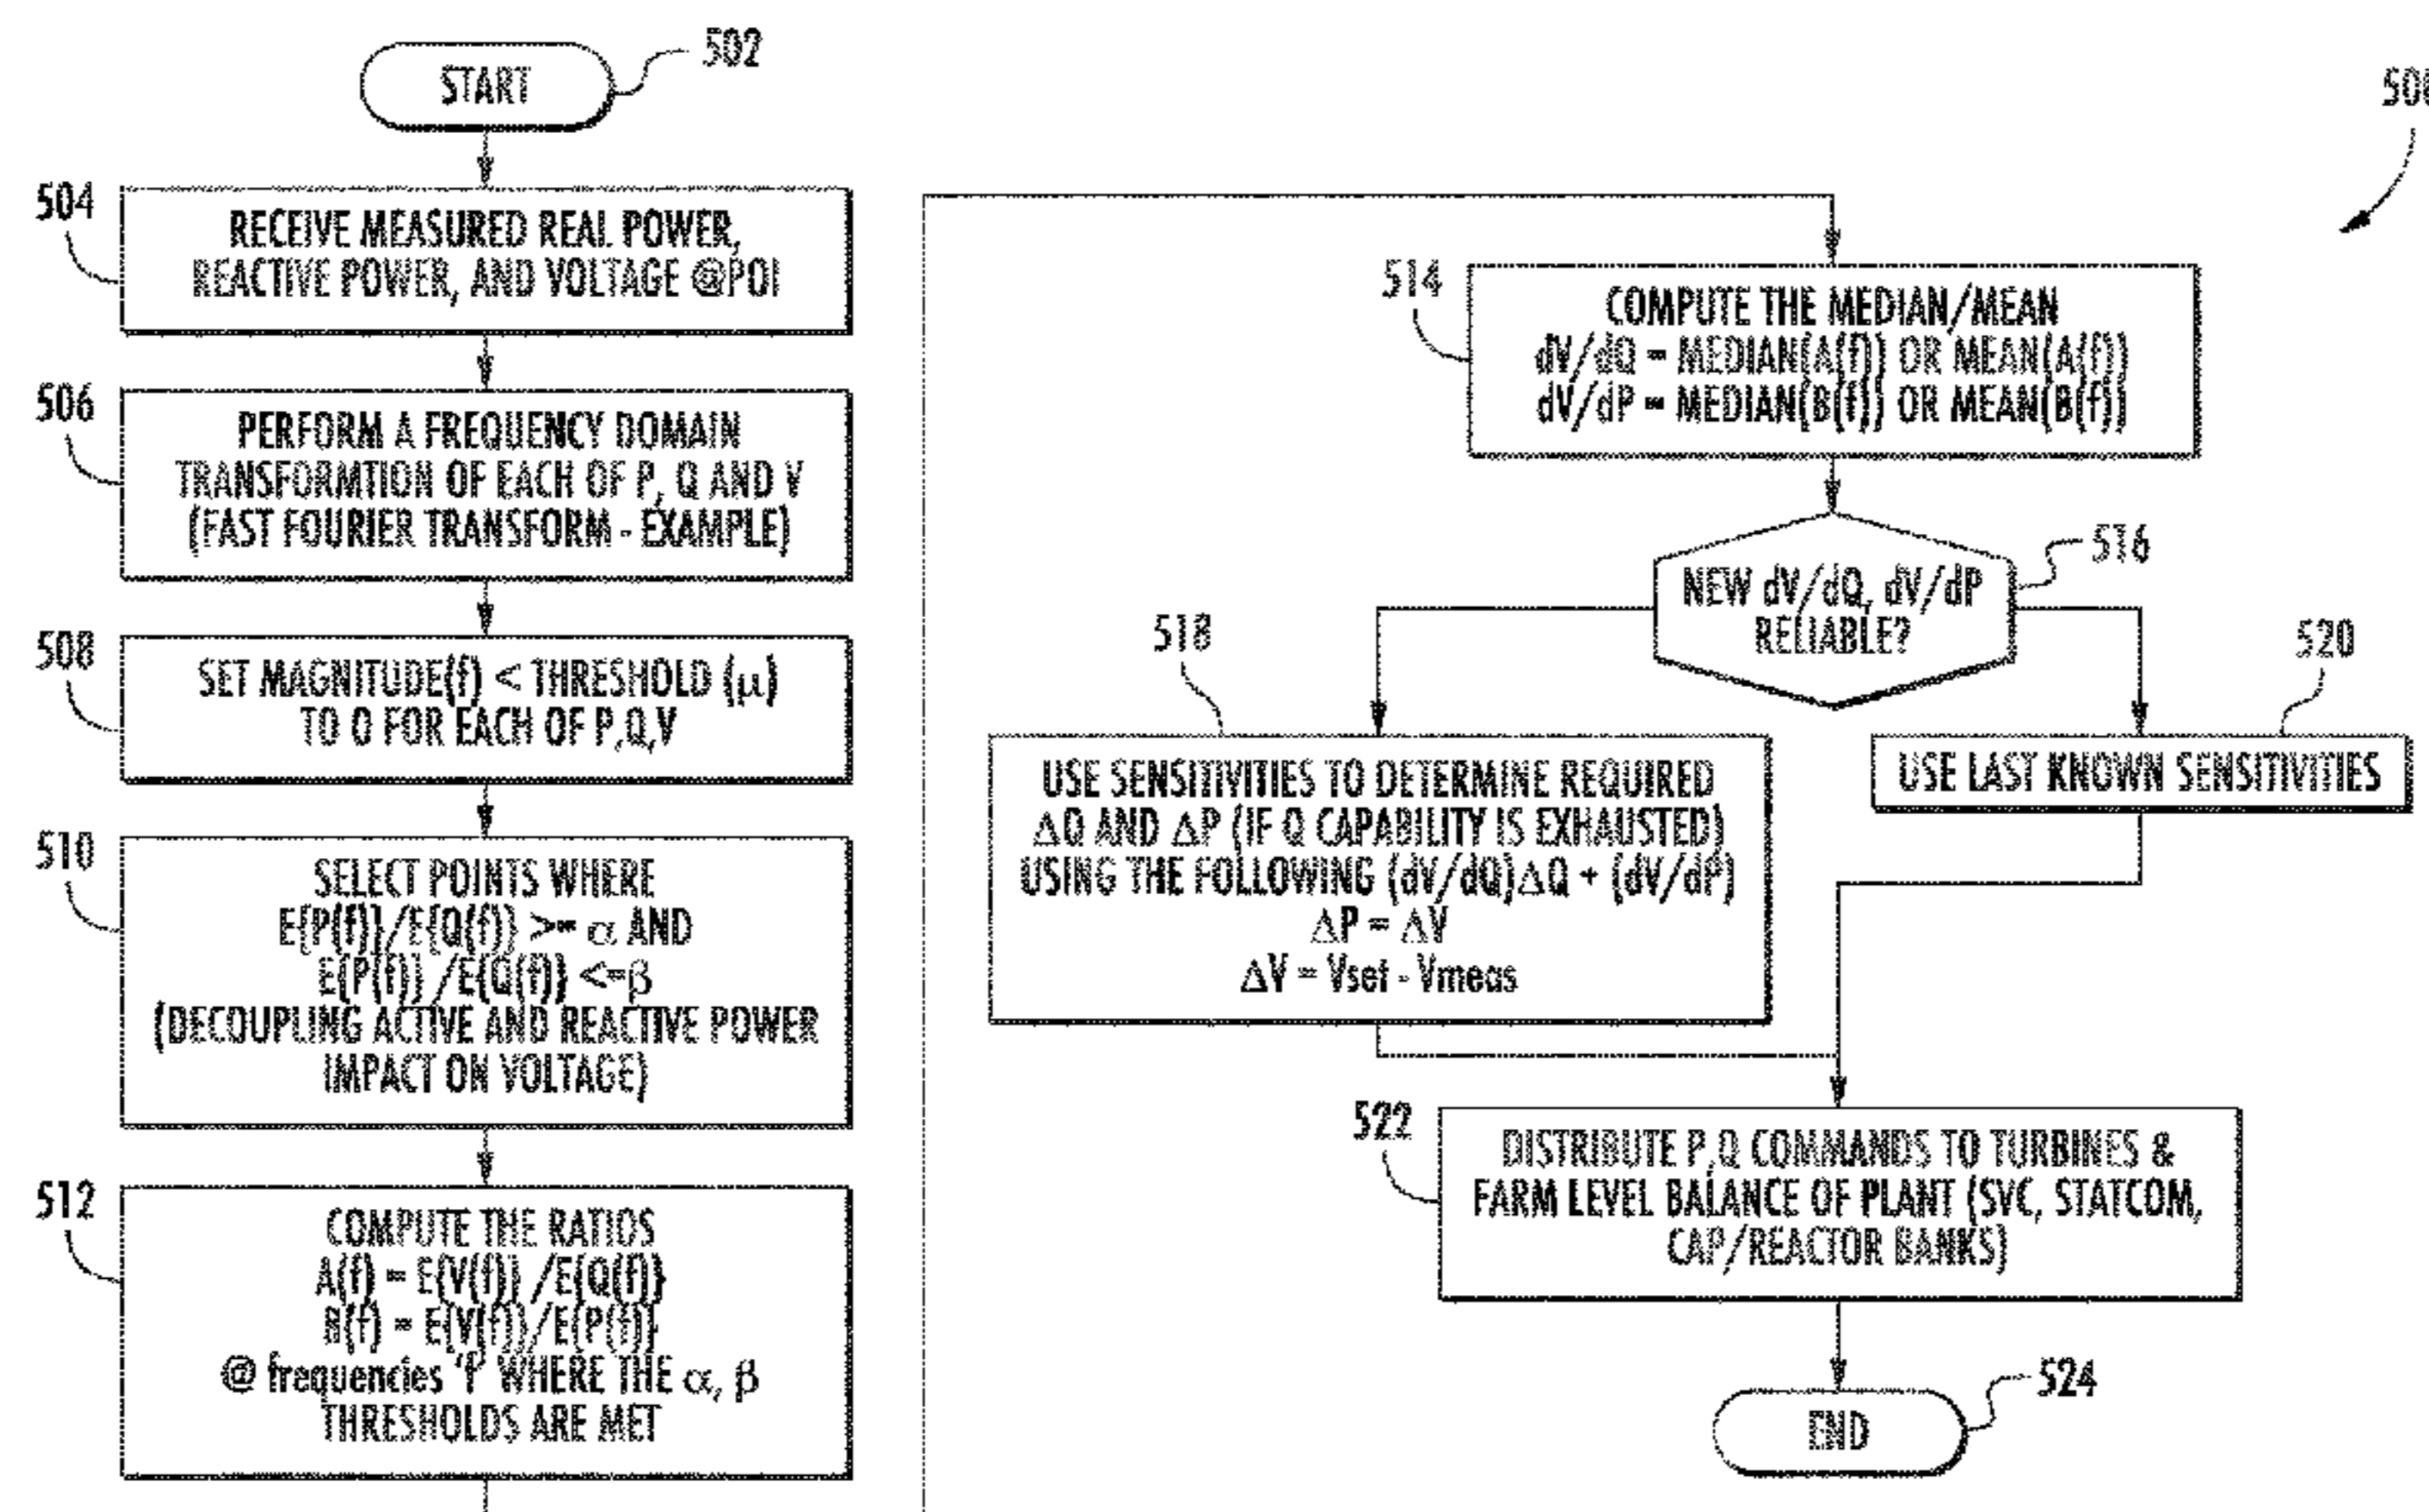 START
502
504
RECEIVE MEASURED REAL POWER,
REACTIVE POWER, AND VOLTAGE @POI
506
PERFORM A FREQUENCY DOMAIN
TRANSFORMTION OF EACH OF P, Q AND V
(FAST FOURIER TRANSFORM - EXAMPLE)
508
SET MAGNITUDE(f) < THRESHOLD (μ)
TO 0 FOR EACH OF P,Q,V
510
SELECT POINTS WHERE
E{P(f)}/E{Q(f)} >= α AND
E{P(f)}/E{Q(f)} <=β
(DECOUPLING ACTIVE AND REACTIVE POWER
IMPACT ON VOLTAGE)
512
COMPUTE THE RATIOS
A(f) = E{V(f)} /E{Q(f)}
B(f) = E{V(f)}/E{P(f)}
@ frequencies 'f' WHERE THE α, β
THRESHOLDS ARE MET
500
514
COMPUTE THE MEDIAN/MEAN
dV/dQ = MEDIAN(A(f)) OR MEAN(A(f))
dV/dP = MEDIAN(B(f)) OR MEAN(B(f))
516
NEW dV/dQ, dV/dP
RELIABLE?
518
USE SENSITIVITIES TO DETERMINE REQUIRED
ΔQ AND ΔP (IF Q CAPABILITY IS EXHAUSTED)
USING THE FOLLOWING (dV/dQ)ΔQ + (dV/dP)
ΔP = ΔV
ΔV = Vset - Vmeas
520
USE LAST KNOWN SENSITIVITIES
522
DISTRIBUTE P,Q COMMANDS TO TURBINES &
FARM LEVEL BALANCE OF PLANT (SVC, STATCOM,
CAP/REACTOR BANKS)
END
524